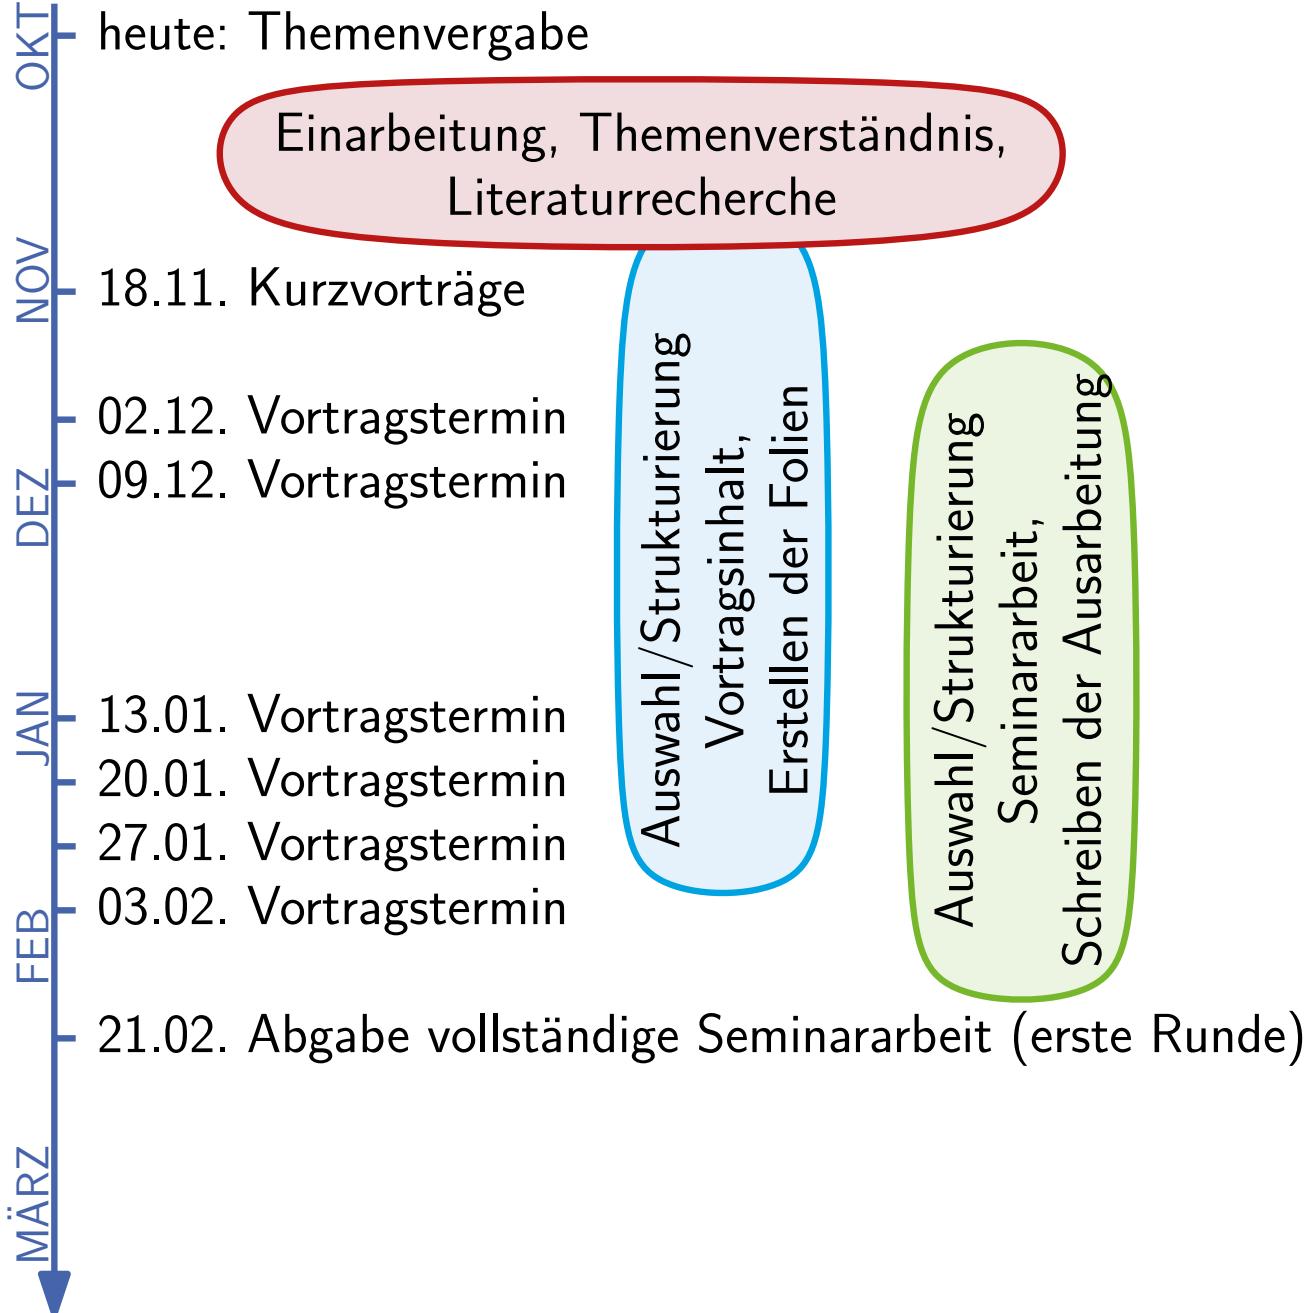 OKT
heute: Themenvergabe
Einarbeitung, Themenverständnis,
Literaturrecherche
NOV
18.11. Kurzvorträge
02.12. Vortragstermin
09.12. Vortragstermin
DEZ
Auswahl/Strukturierung
Vortragsinhalt,
Erstellen der Folien
Auswahl/Strukturierung
Seminararbeit,
Schreiben der Ausarbeitung
JAN
13.01. Vortragstermin
20.01. Vortragstermin
27.01. Vortragstermin
03.02. Vortragstermin
FEB
21.02. Abgabe vollständige Seminararbeit (erste Runde)
MÄRZ